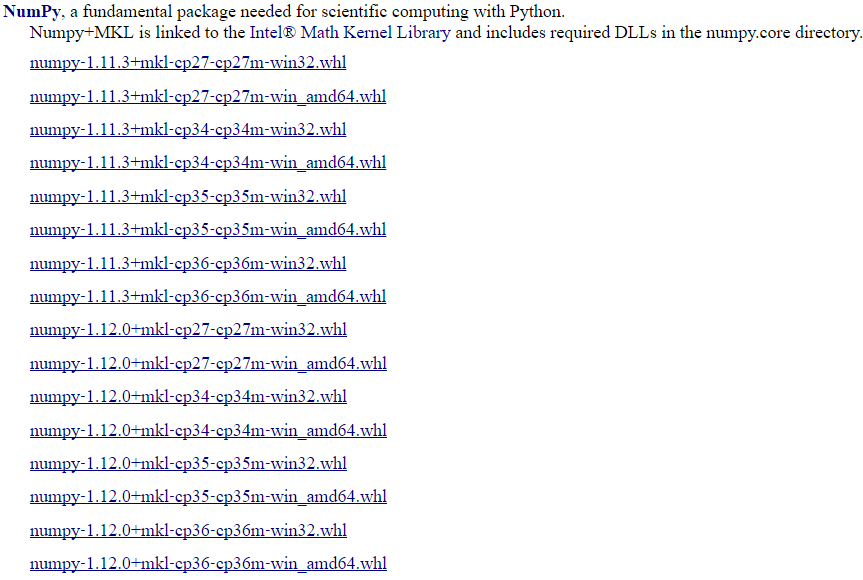 NumPy, a fundamental package needed for scientific computing with Python.
Numpy+MKL is linked to the Intel® Math Kernel Library and includes required DLLs in the numpy.core directory.
numpy-1.11.3+mkl-cp27-cp27m-win32.whl
numpy-1.11.3+mkl-cp27-cp27m-win_amd64.whl
numpy-1.11.3+mkl-cp34-cp34m-win32.whl
numpy-1.11.3+mkl-cp34-cp34m-win_amd64.whl
numpy-1.11.3+mkl-cp35-cp35m-win32.whl
numpy-1.11.3+mkl-cp35-cp35m-win_amd64.whl
numpy-1.11.3+mkl-cp36-cp36m-win32.whl
numpy-1.11.3+mkl-cp36-cp36m-win_amd64.whl
numpy-1.12.0+mkl-cp27-cp27m-win32.whl
numpy-1.12.0+mkl-cp27-cp27m-win_amd64.whl
numpy-1.12.0+mkl-cp34-cp34m-win32.whl
numpy-1.12.0+mkl-cp34-cp34m-win_amd64.whl
numpy-1.12.0+mkl-cp35-cp35m-win32.whl
numpy-1.12.0+mkl-cp35-cp35m-win_amd64.whl
numpy-1.12.0+mkl-cp36-cp36m-win32.whl
numpy-1.12.0+mkl-cp36-cp36m-win_amd64.whl